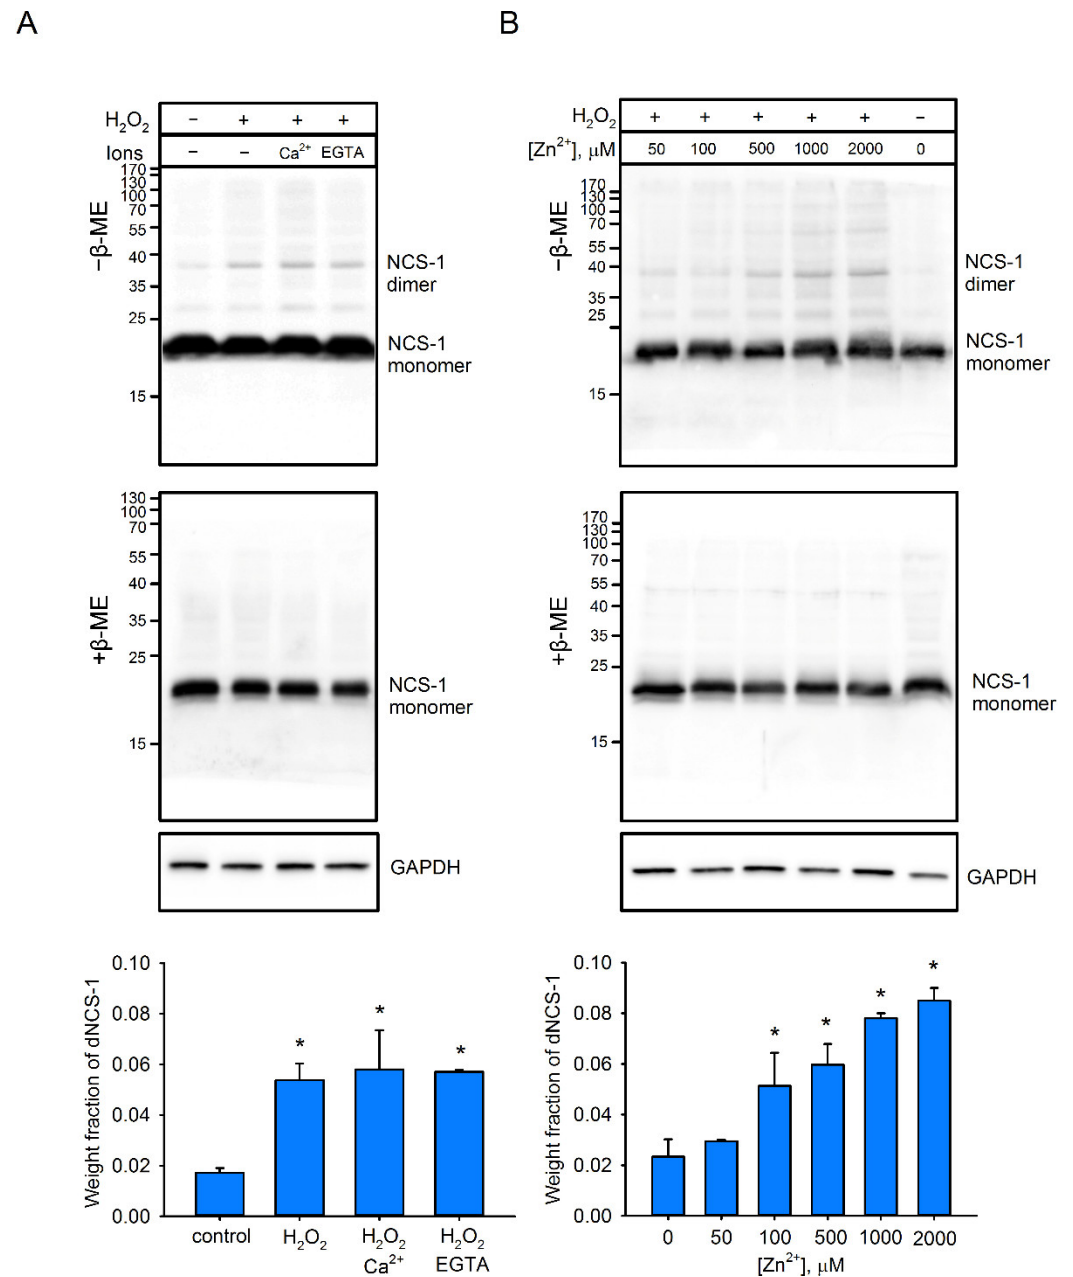 A
B
H₂O₂ − + + +
Ions − − Ca²⁺ EGTA
−β-ME
170
130
100
70
55
40
35
25
15
NCS-1
dimer
NCS-1
monomer
+β-ME
130
100
70
55
40
35
25
15
NCS-1
monomer
GAPDH
Weight fraction of dNCS-1
0.10
0.08
0.06
0.04
0.02
0.00
* * *
control H₂O₂ H₂O₂ H₂O₂
Ca²⁺ EGTA
H₂O₂ + + + + + −
[Zn²⁺], μM 50 100 500 1000 2000 0
−β-ME
170
130
100
70
55
40
35
25
15
NCS-1
dimer
NCS-1
monomer
+β-ME
170
130
100
70
55
40
35
25
15
NCS-1
monomer
GAPDH
Weight fraction of dNCS-1
0.10
0.08
0.06
0.04
0.02
0.00
* * * *
0 50 100 500 1000 2000
[Zn²⁺], μM